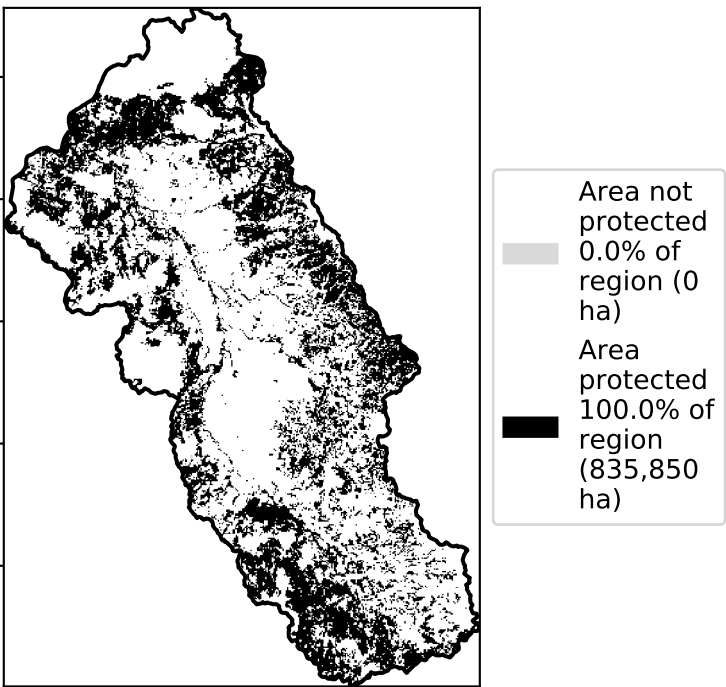 Area not
protected
0.0% of
region (0
ha)
Area
protected
100.0% of
region
(835,850
ha)